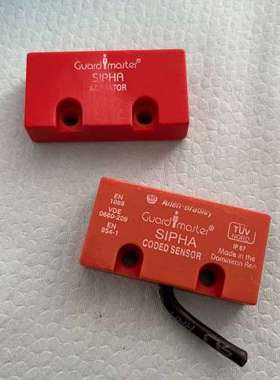 Guardmaster®
SIPHA
ACTUATOR
Allen-Bradley
EN
1088
VDE
0660-209
EN
954-1
Guardmaster®
SIPHA
CODED SENSOR
TÜV
NORD
IP 67
Made in the
Dominican Rep